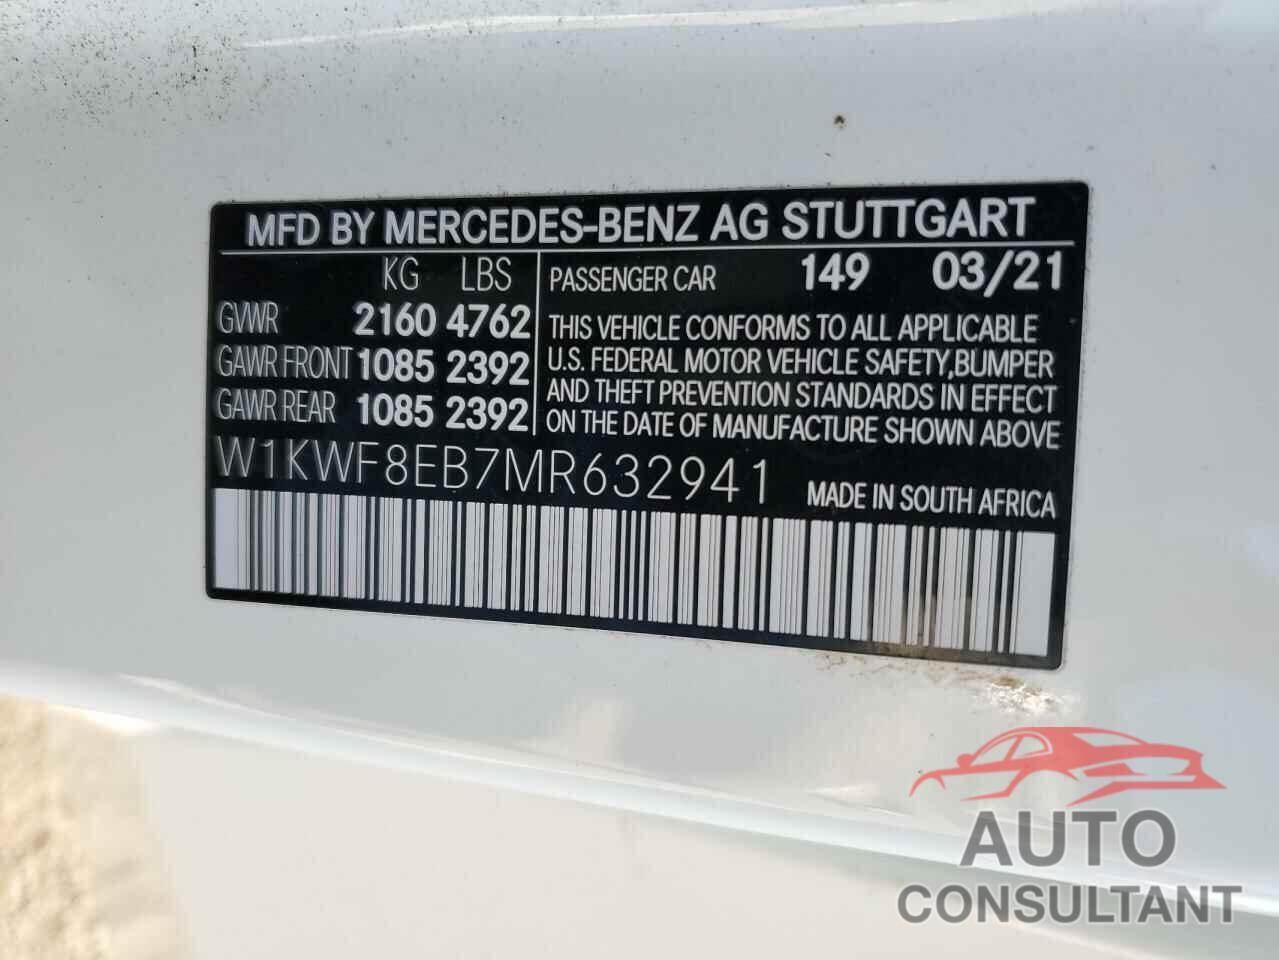 MFD BY MERCEDES-BENZ AG STUTTGART
KG LBS
GVWR 2160 4762
GAWR FRONT 1085 2392
GAWR REAR 1085 2392
PASSENGER CAR 149 03/21
THIS VEHICLE CONFORMS TO ALL APPLICABLE
U.S. FEDERAL MOTOR VEHICLE SAFETY,BUMPER
AND THEFT PREVENTION STANDARDS IN EFFECT
ON THE DATE OF MANUFACTURE SHOWN ABOVE
W1KWF8EB7MR632941 MADE IN SOUTH AFRICA
AUTO
CONSULTANT